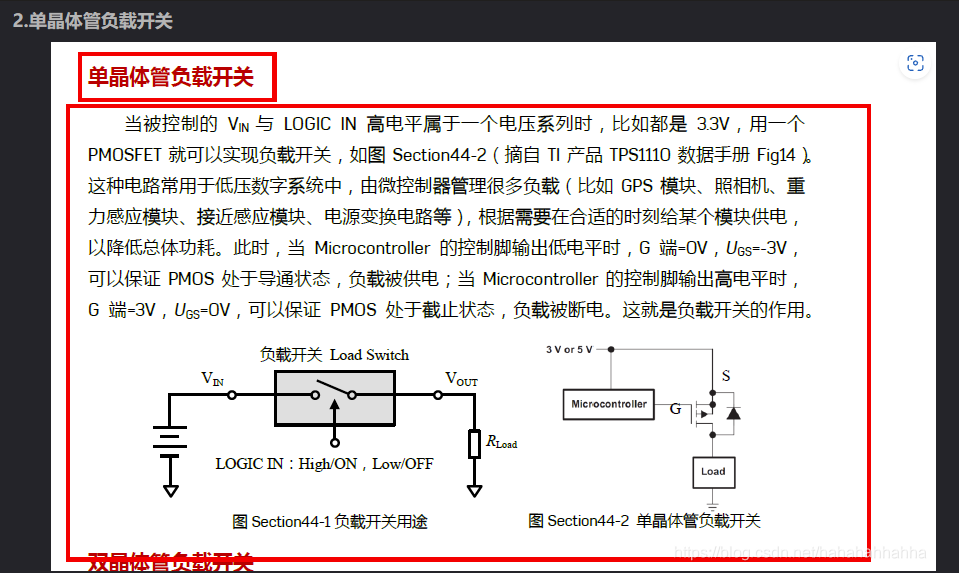 2.单晶体管负载开关
单晶体管负载开关
当被控制的 VIN 与 LOGIC IN 高电平属于一个电压系列时，比如都是 3.3V，用一个
PMOSFET 就可以实现负载开关，如图 Section44-2（摘自 TI 产品 TPS1110 数据手册 Fig14）。
这种电路常用于低压数字系统中，由微控制器管理很多负载（比如 GPS 模块、照相机、重
力感应模块、接近感应模块、电源变换电路等），根据需要在合适的时刻给某个模块供电，
以降低总体功耗。此时，当 Microcontroller 的控制脚输出低电平时，G 端=0V，UGS=-3V，
可以保证 PMOS 处于导通状态，负载被供电；当 Microcontroller 的控制脚输出高电平时，
G 端=3V，UGS=0V，可以保证 PMOS 处于截止状态，负载被断电。这就是负载开关的作用。
负载开关 Load Switch
VIN
VOUT
RLoad
LOGIC IN：High/ON，Low/OFF
图 Section44-1 负载开关用途
3 V or 5 V
S
Microcontroller
G
Load
图 Section44-2 单晶体管负载开关
双晶体管负载开关
https://blog.csdn.net/bababanhahha